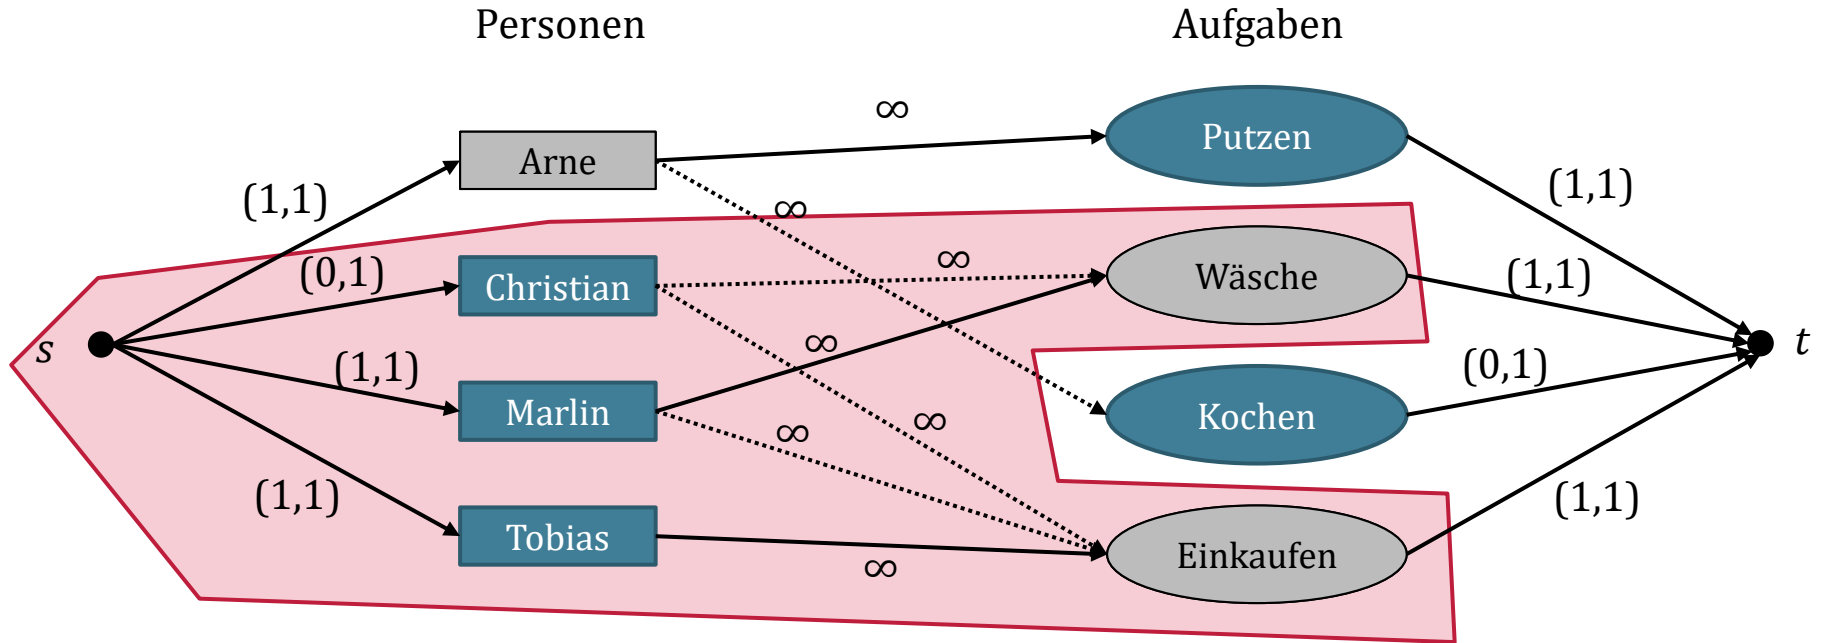 Personen
Aufgaben
∞
Putzen
Arne
(1,1)
(1,1)
∞
(0,1)
∞
Wäsche
(1,1)
Christian
s
∞
t
(1,1)
(0,1)
Marlin
∞
∞
Kochen
(1,1)
(1,1)
Tobias
∞
Einkaufen